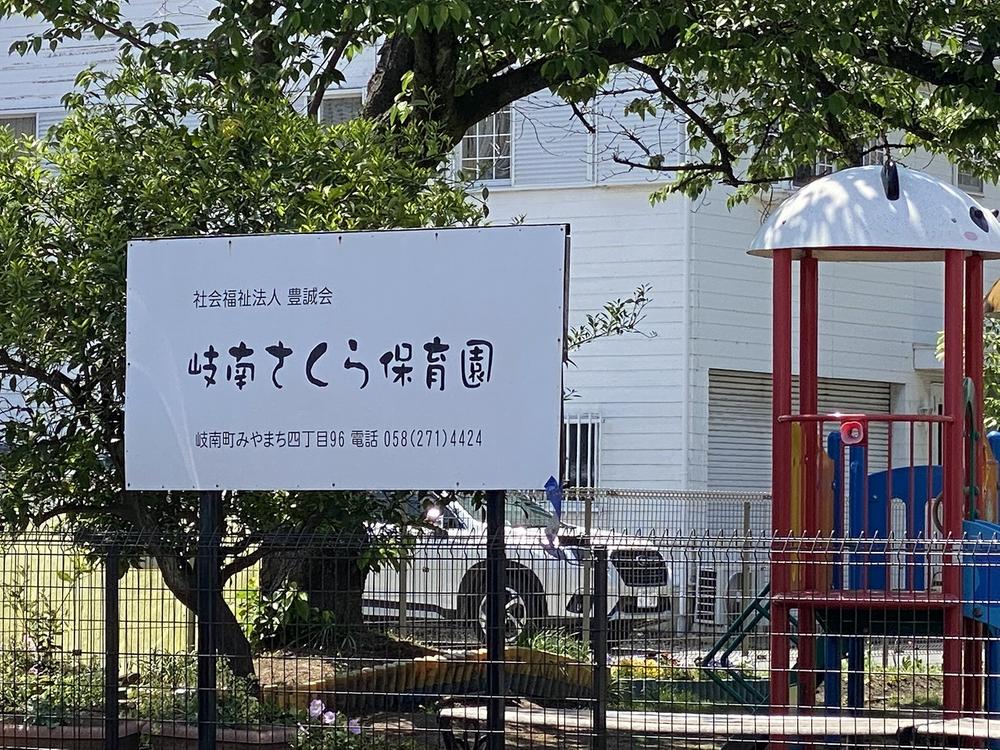 社会福祉法人 豊誠会
岐南さくら保育園
岐南町みやまち四丁目96 電話 058(271)4424